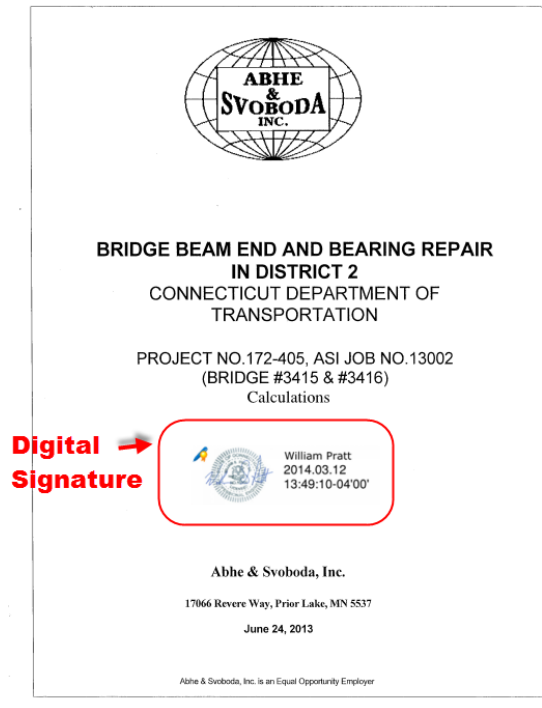 ABHE
&
SVOBODA
INC.
BRIDGE BEAM END AND BEARING REPAIR
IN DISTRICT 2
CONNECTICUT DEPARTMENT OF
TRANSPORTATION
PROJECT NO.172-405, ASI JOB NO.13002
(BRIDGE #3415 & #3416)
Calculations
Digital
Signature
William Pratt
2014.03.12
13:49:10-04'00'
Abhe & Svoboda, Inc.
17066 Revere Way, Prior Lake, MN 5537
June 24, 2013
Abhe & Svoboda, Inc. is an Equal Opportunity Employer